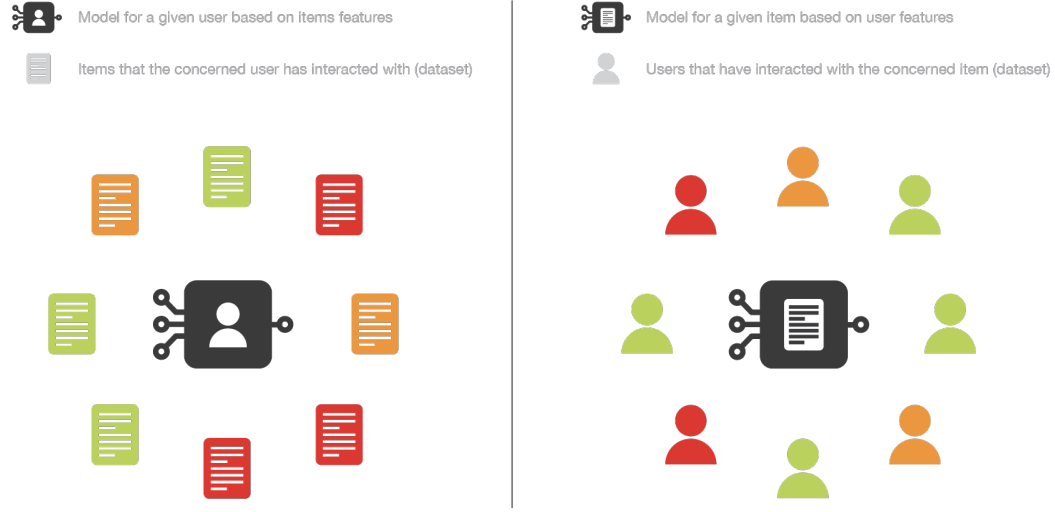 Model for a given user based on items features
Items that the concerned user has interacted with (dataset)
Model for a given item based on user features
Users that have interacted with the concerned item (dataset)